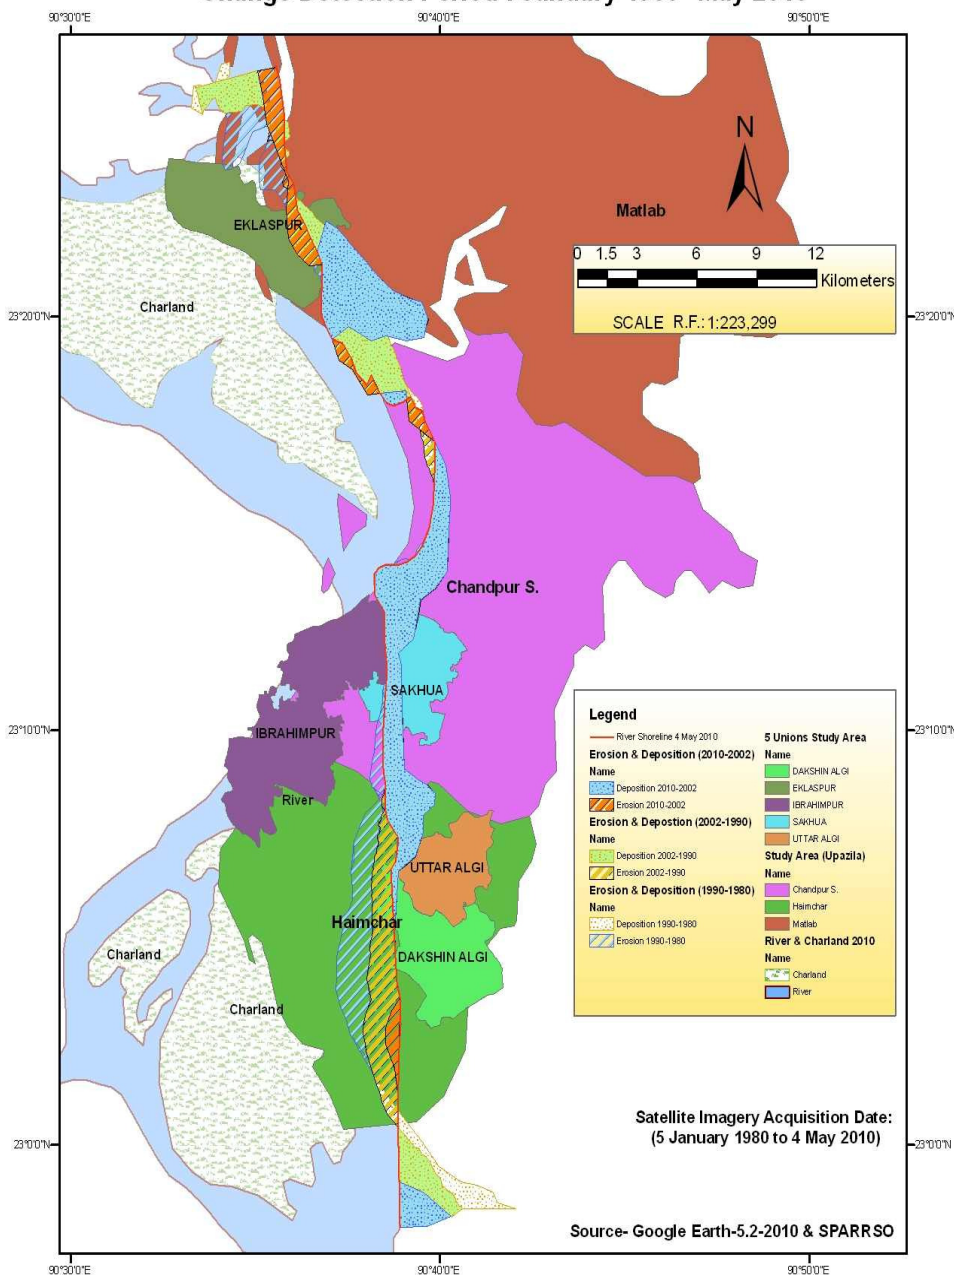 90°30'0"E 90°40'0"E 90°50'0"E
N
Matlab
EKLASPUR
0 1.5 3 6 9 12
Kilometers
Charland
23°20'0"N 23°20'0"N
SCALE R.F.: 1:223,299
Chandpur S.
SAKHUA
IBRAHIMPUR
23°10'0"N 23°10'0"N
River
UTTAR ALGI
Haimchar
DAKSHIN ALGI
Charland
Charland
Legend
River Shoreline 4 May 2010
Erosion & Deposition (2010-2002)
Name
Deposition 2010-2002
Erosion 2010-2002
Erosion & Depostion (2002-1990)
Name
Deposition 2002-1990
Erosion 2002-1990
Erosion & Deposition (1990-1980)
Name
Deposition 1990-1980
Erosion 1990-1980
5 Unions Study Area
Name
DAKSHIN ALGI
EKLASPUR
IBRAHIMPUR
SAKHUA
UTTAR ALGI
Study Area (Upazila)
Name
Chandpur S.
Haimchar
Matlab
River & Charland 2010
Name
Charland
River
Satellite Imagery Acquisition Date:
(5 January 1980 to 4 May 2010)
23°0'0"N 23°0'0"N
Source- Google Earth-5.2-2010 & SPARRSO
90°30'0"E 90°40'0"E 90°50'0"E